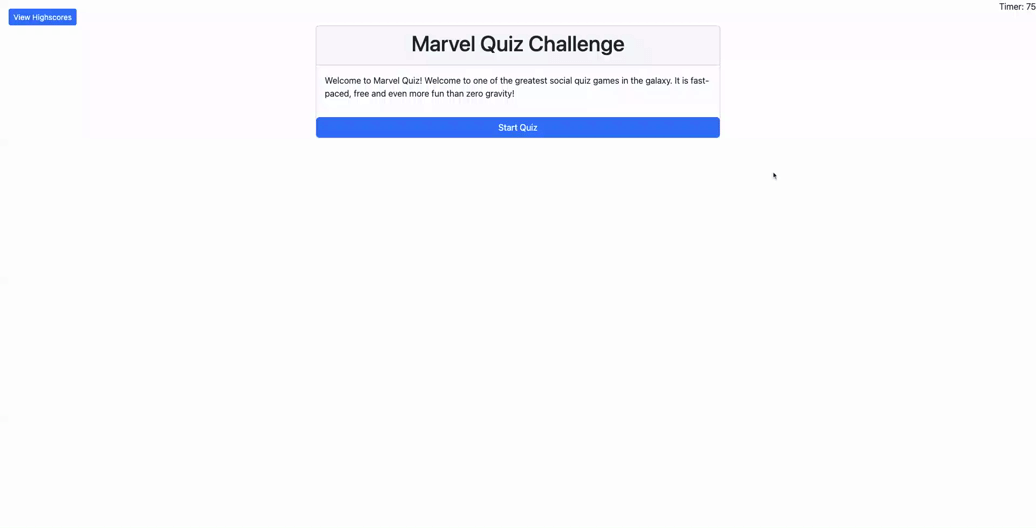 View Highscores
Timer: 75
Marvel Quiz Challenge
Welcome to Marvel Quiz! Welcome to one of the greatest social quiz games in the galaxy. It is fast-
paced, free and even more fun than zero gravity!
Start Quiz